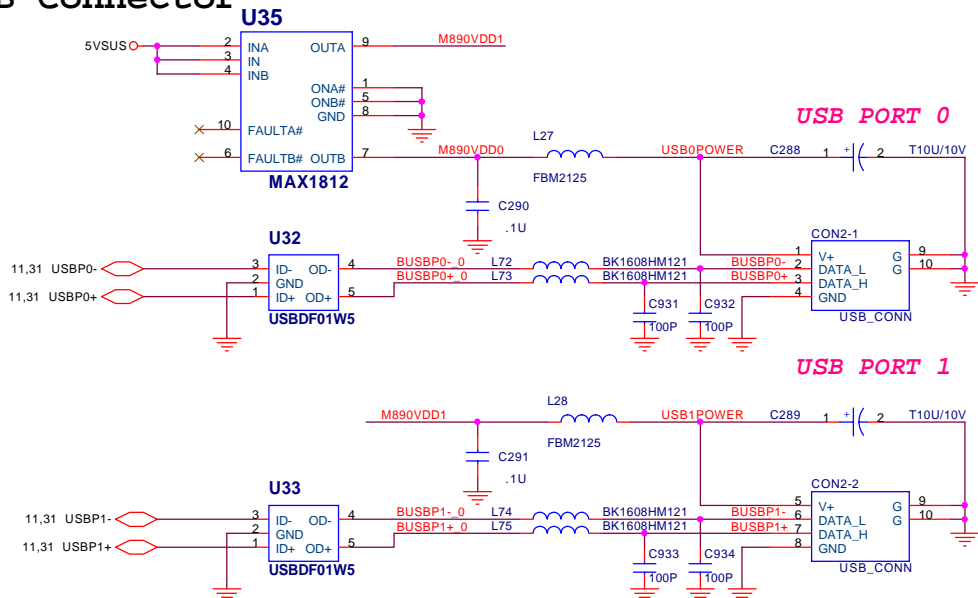 B Connector
U35
5VSUS
2 INA OUTA 9 M890VDD1
3 IN
4 INB
ONA# 1
ONB# 5
GND 8
10 FAULTA#
6 FAULTB# OUTB 7 M890VDD0
MAX1812
USB PORT 0
L27
FBM2125
USB0POWER C288 1 + 2 T10U/10V
C290
.1U
U32
11,31 USBP0- 3 ID- OD- 4 BUSBP0-_0 L72 BK1608HM121 BUSBP0-
2 GND
11,31 USBP0+ 1 ID+ OD+ 5 BUSBP0+_0 L73 BUSBP0+
USBDF01W5
C931 C932
100P 100P
CON2-1
1 V+ G 9
2 DATA_L G 10
3 DATA_H
4 GND
USB_CONN
USB PORT 1
M890VDD1
L28
FBM2125
USB1POWER C289 1 + 2 T10U/10V
C291
.1U
U33
11,31 USBP1- 3 ID- OD- 4 BUSBP1-_0 L74 BK1608HM121 BUSBP1-
2 GND
11,31 USBP1+ 1 ID+ OD+ 5 BUSBP1+_0 L75 BUSBP1+
USBDF01W5
C933 C934
100P 100P
CON2-2
5 V+ G 9
6 DATA_L G 10
7 DATA_H
8 GND
USB_CONN